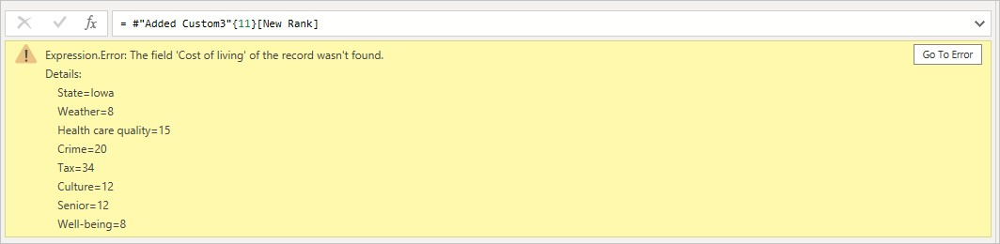 fx = #"Added Custom3"{11}[New Rank]
Expression.Error: The field 'Cost of living' of the record wasn't found.
Go To Error
Details:
State=Iowa
Weather=8
Health care quality=15
Crime=20
Tax=34
Culture=12
Senior=12
Well-being=8